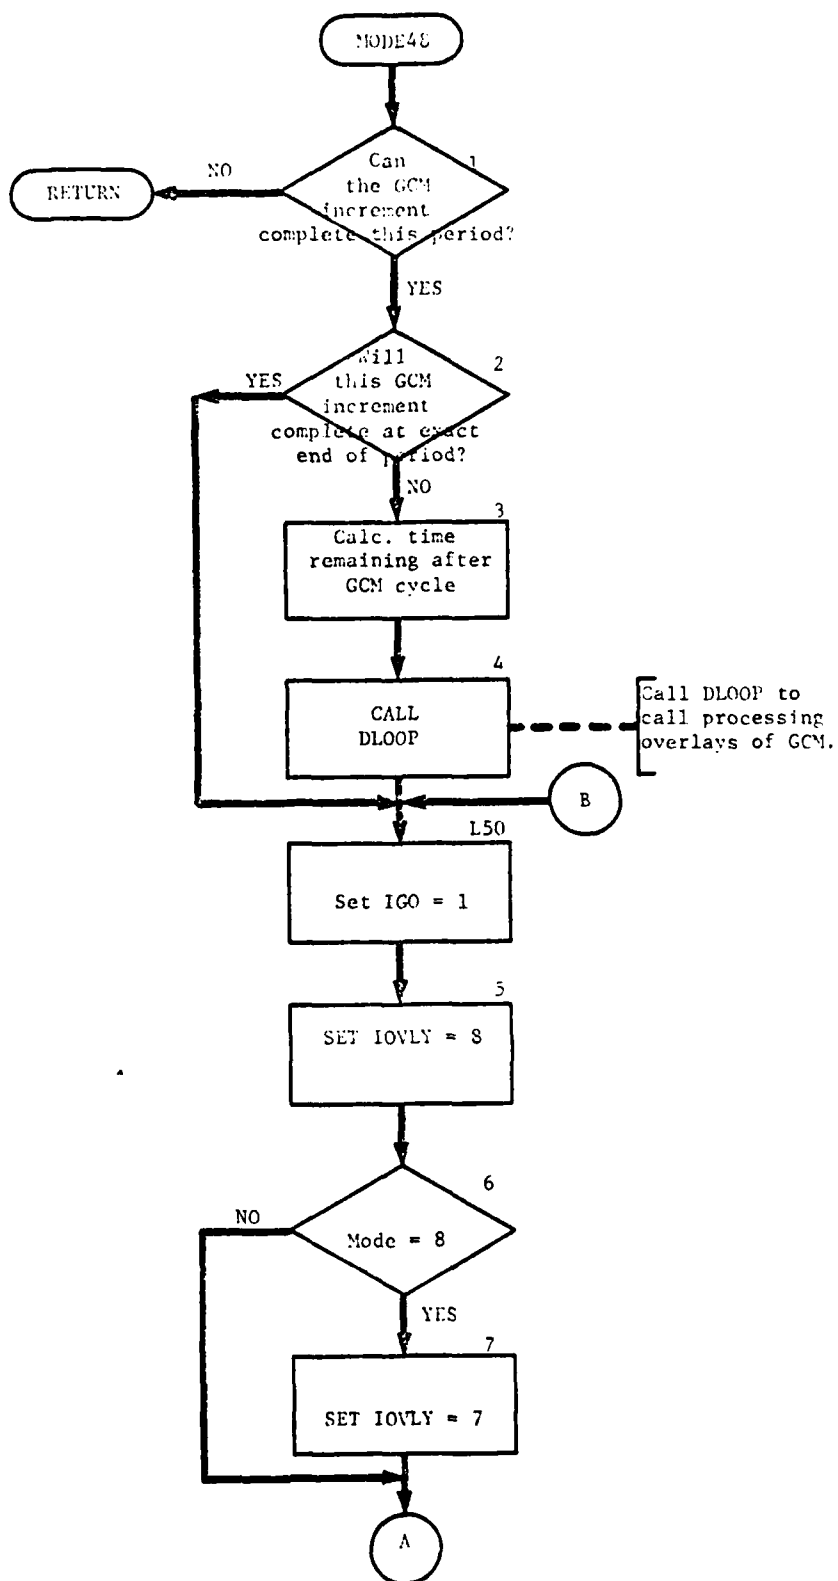 MODE48
1
Can
the GCM
increment
complete this period?
NO
RETURN
YES
2
Will
this GCM
increment
complete at exact
end of period?
YES
NO
3
Calc. time
remaining after
GCM cycle
4
CALL
DLOOP
Call DLOOP to
call processing
overlays of GCM.
B
L50
Set IGO = 1
5
SET IOVLY = 8
6
NO
Mode = 8
YES
7
SET IOVLY = 7
A